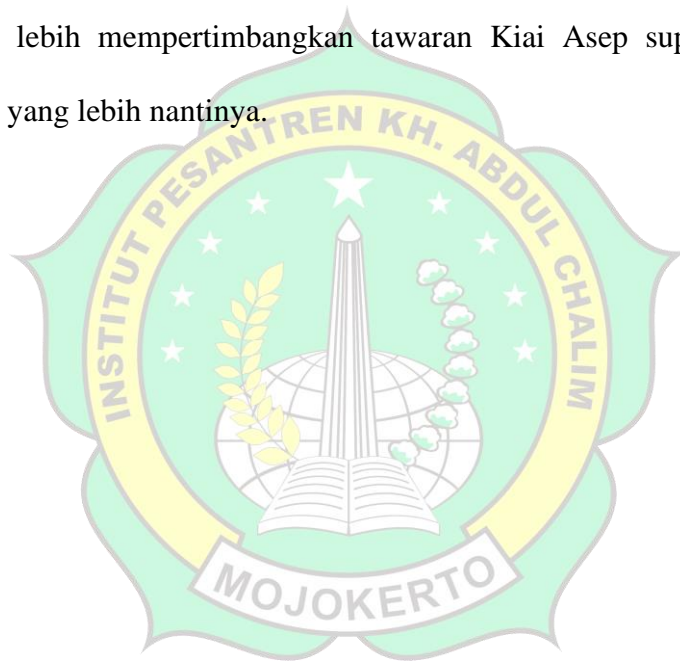 lebih mempertimbangkan tawaran Kiai Asep sup
yang lebih nantinya.
INSTITUT PESANTREN KH. ABDUL CHALIM
MOJOKERTO